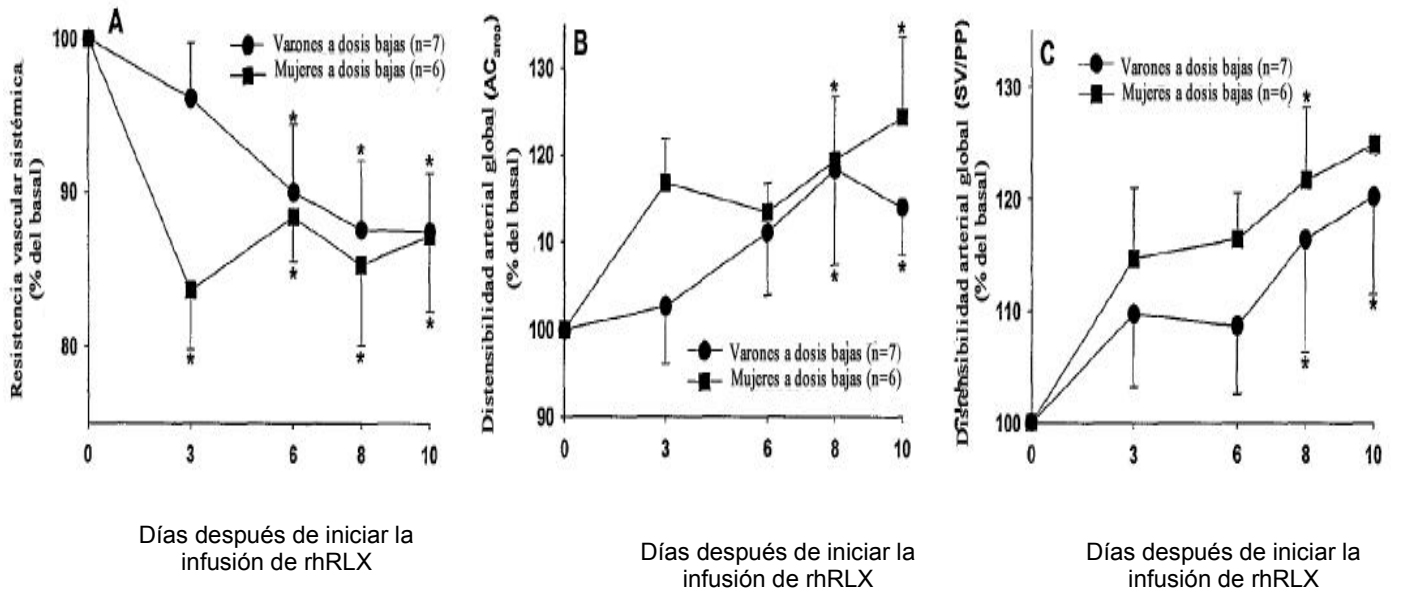 A
Resistencia vascular sistémica
(% del basal)
100
90
80
Varones a dosis bajas (n=7)
Mujeres a dosis bajas (n=6)
*
*
*
*
*
*
*
0 3 6 8 10
Días después de iniciar la
infusión de rhRLX
B
Distensibilidad arterial global (AC area)
(% del basal)
130
120
110
100
90
*
*
*
*
Varones a dosis bajas (n=7)
Mujeres a dosis bajas (n=6)
0 3 6 8 10
Días después de iniciar la
infusión de rhRLX
C
Distensibilidad arterial global (SV/PP)
(% del basal)
130
120
110
100
Varones a dosis bajas (n=7)
Mujeres a dosis bajas (n=6)
*
*
*
0 3 6 8 10
Días después de iniciar la
infusión de rhRLX